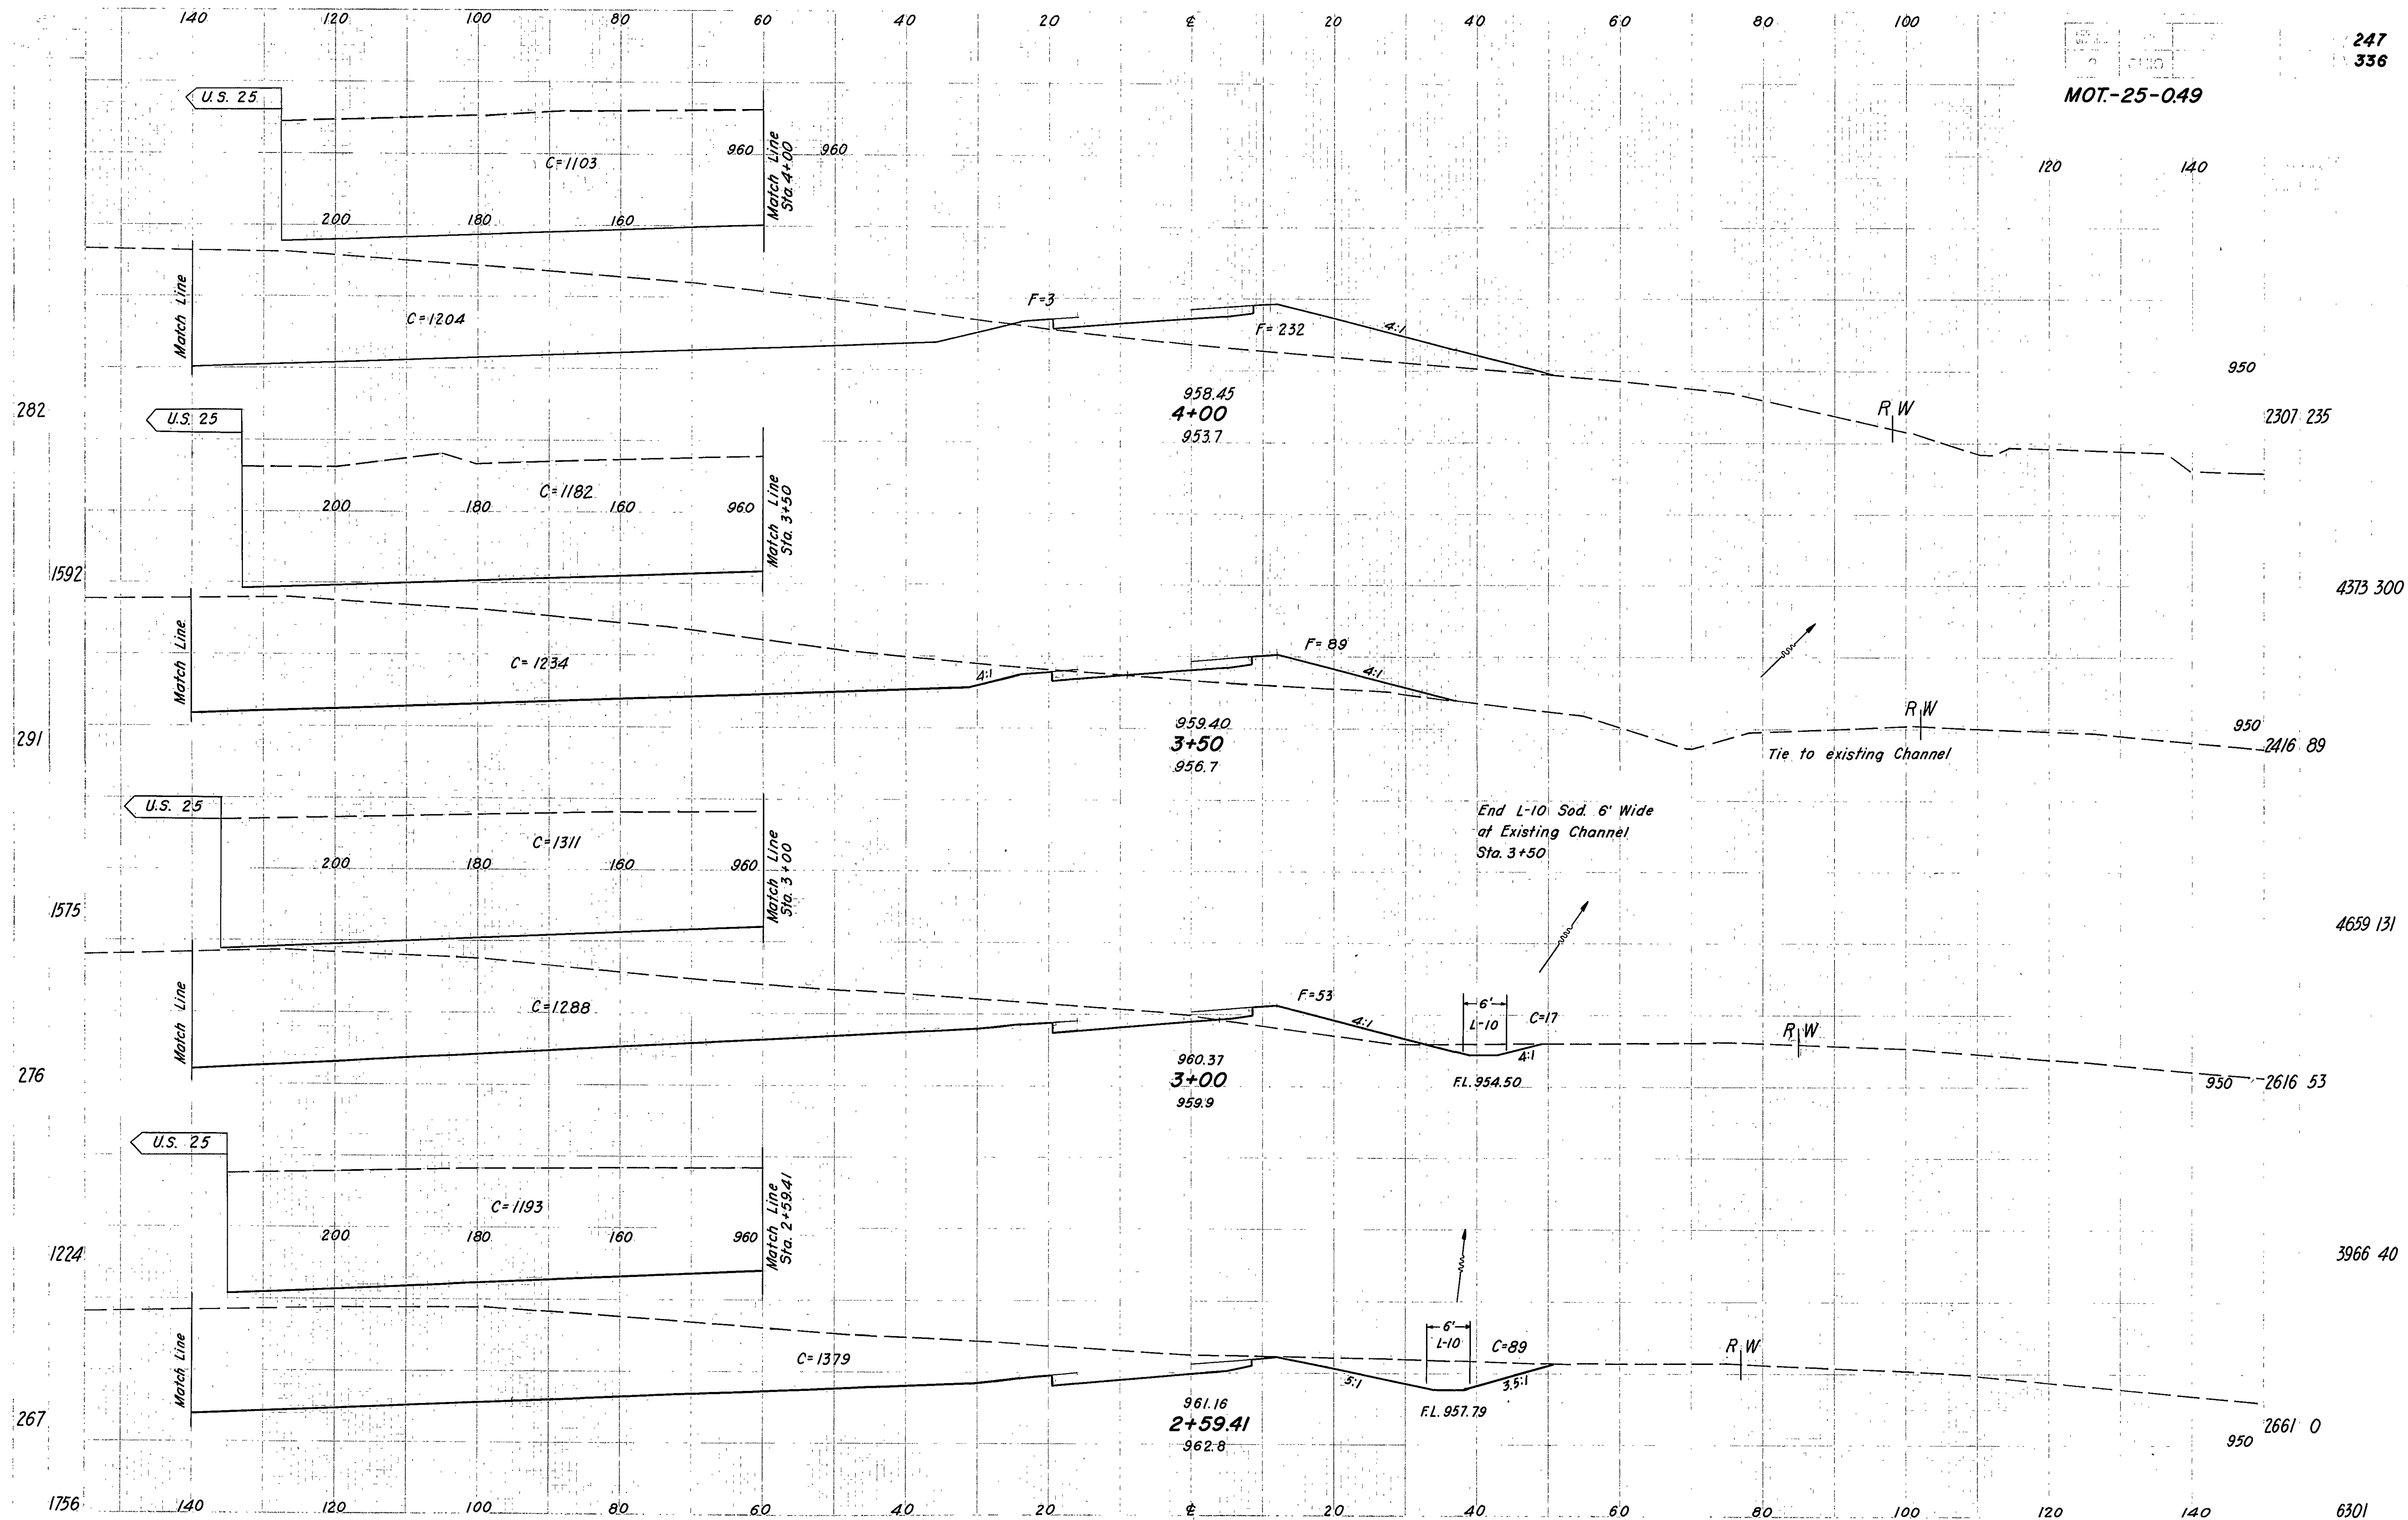 140 120 100 80 60 40 20 ℄ 20 40 60 80 100
247
336
MOT.-25-0.49
120 140
U.S. 25
C=1103
960 960
200 180 160
Match Line
Sta. 4+00
Match Line
C=1204
F=3
F=232
4:1
950
958.45
4+00
953.7
R W
282
2307 235
U.S. 25
C=1182
200 180 160 960
Match Line
Sta. 3+50
1592
4373 300
Match Line
C=1234
4:1
F=89
4:1
959.40
3+50
956.7
R W
950
Tie to existing Channel
291
2416 89
U.S. 25
C=1311
200 180 160 960
Match Line
Sta. 3+00
End L-10 Sod. 6' Wide
at Existing Channel
Sta. 3+50
1575
4659 131
Match Line
C=1288
F=53
4:1
6'
L-10
C=17
4:1
R W
F.L. 954.50
960.37
3+00
959.9
276
950
2616 53
U.S. 25
C=1193
200 180 160 960
Match Line
Sta. 2+59.41
1224
3966 40
Match Line
C=1379
6'
L-10
C=89
R W
5:1
3.5:1
F.L. 957.79
961.16
2+59.41
962.8
267
2661 0
950
1756
140 120 100 80 60 40 20 ℄ 20 40 60 80 100 120 140
6301